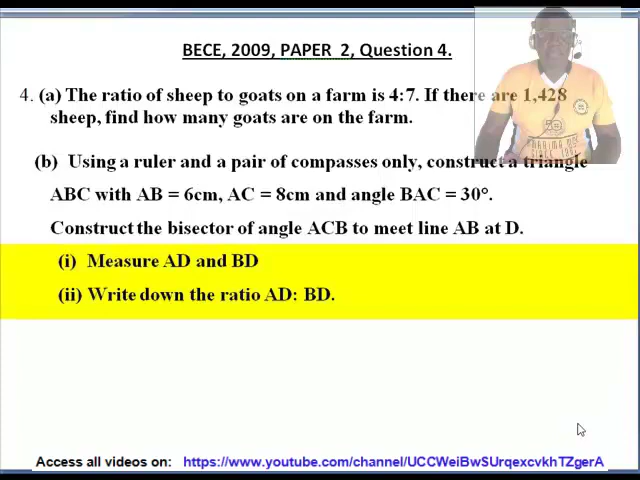 BECE, 2009, PAPER 2, Question 4.
4. (a) The ratio of sheep to goats on a farm is 4:7. If there are 1,428
sheep, find how many goats are on the farm.
(b) Using a ruler and a pair of compasses only, construct a triangle
ABC with AB = 6cm, AC = 8cm and angle BAC = 30°.
Construct the bisector of angle ACB to meet line AB at D.
(i) Measure AD and BD
(ii) Write down the ratio AD: BD.
Access all videos on: https://www.youtube.com/channel/UCCWeiBwSUrqexcvkhTZgerA